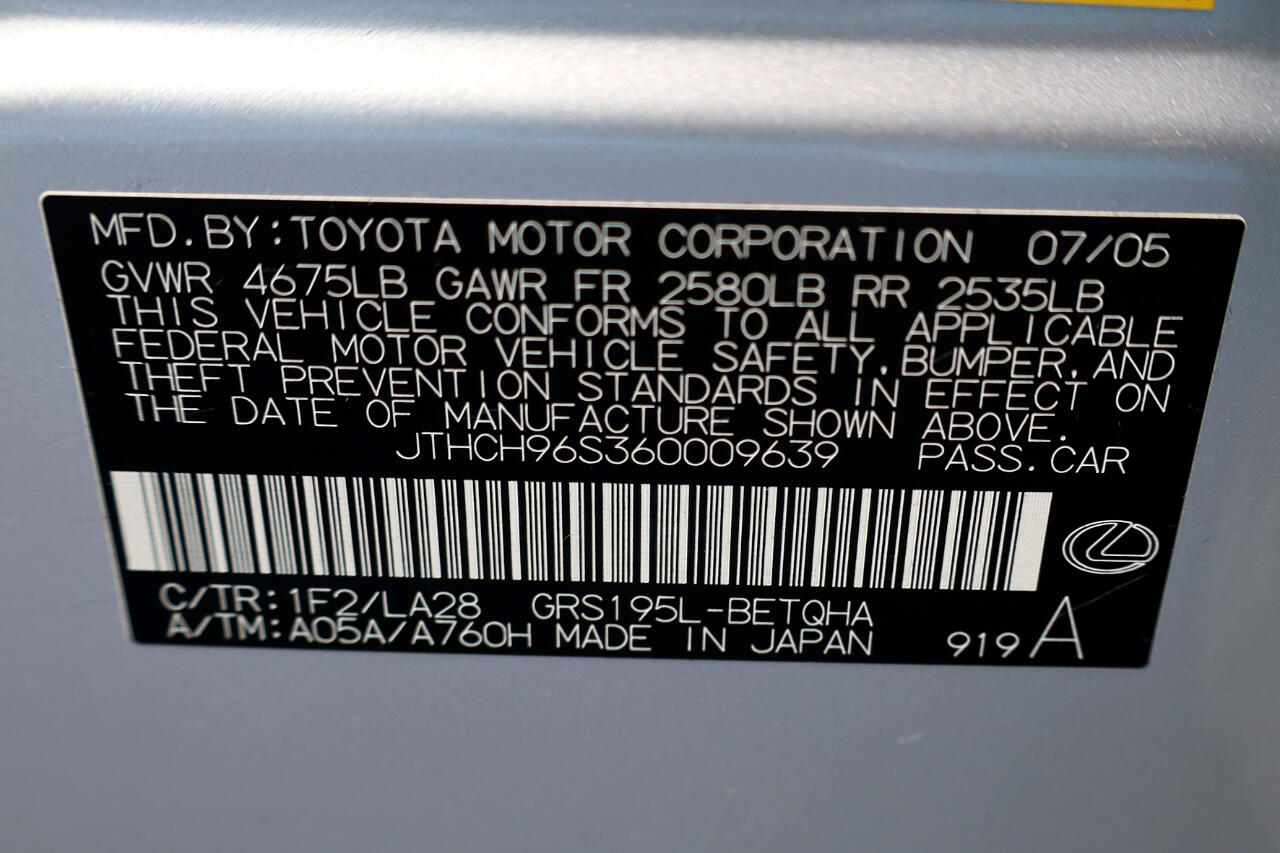 MFD.BY:TOYOTA MOTOR CORPORATION 07/05
GVWR 4675LB GAWR FR 2580LB RR 2535LB
THIS VEHICLE CONFORMS TO ALL APPLICABLE
FEDERAL MOTOR VEHICLE SAFETY,BUMPER,AND
THEFT PREVENTION STANDARDS IN EFFECT ON
THE DATE OF MANUFACTURE SHOWN ABOVE.
JTHCH96S360009639 PASS.CAR
C/TR:1F2/LA28 GRS195L-BETQHA
A/TM:A05A/A760H MADE IN JAPAN 919A